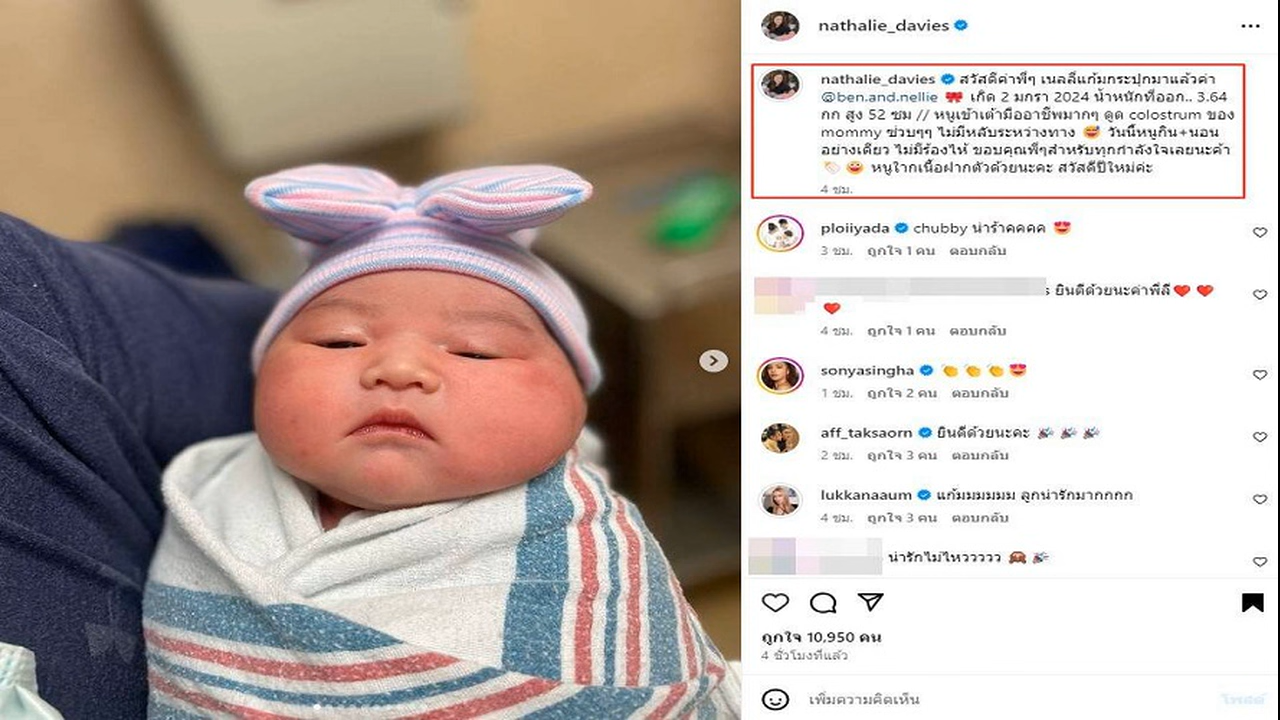 nathalie_davies
nathalie_davies สวัสดีค่าพี่ๆ เนลลี่แก้มกระปุกมาแล้วค่า
@ben.and.nellie 🎀 เกิด 2 มกรา 2024 น้ำหนักที่ออก.. 3.64
กก สูง 52 ซม // หนูเข้าเต้ามืออาชีพมากๆ ดูด colostrum ของ
mommy ช่วบๆๆ ไม่มีหลับระหว่างทาง 😅 วันนี้หนูกิน+นอน
อย่างเดียว ไม่มีร้องไห้ ขอบคุณพี่ๆสำหรับทุกกำลังใจเลยนะค้า
หนูใากเนื้อฝากตัวด้วยนะคะ สวัสดีปีใหม่ค่ะ
4 ชม.
ploiiyada chubby น่าร้าคคคค 😍
3 ชม. ถูกใจ 1 คน ตอบกลับ
ยินดีด้วยนะค่าพี่ลี❤️ ❤️
❤️
4 ชม. ถูกใจ 1 คน ตอบกลับ
sonyasingha 👏 👏 👏 😍
1 ชม. ถูกใจ 2 คน ตอบกลับ
aff_taksaorn ยินดีด้วยนะคะ 🎉 🎉 🎉
2 ชม. ถูกใจ 3 คน ตอบกลับ
lukkanaaum แก้มมมมมม ลูกน่ารักมากกกก
4 ชม. ถูกใจ 3 คน ตอบกลับ
น่ารักไม่ไหววววว 🙈 🎉
ถูกใจ 10,950 คน
4 ชั่วโมงที่แล้ว
เพิ่มความคิดเห็น
โพสต์